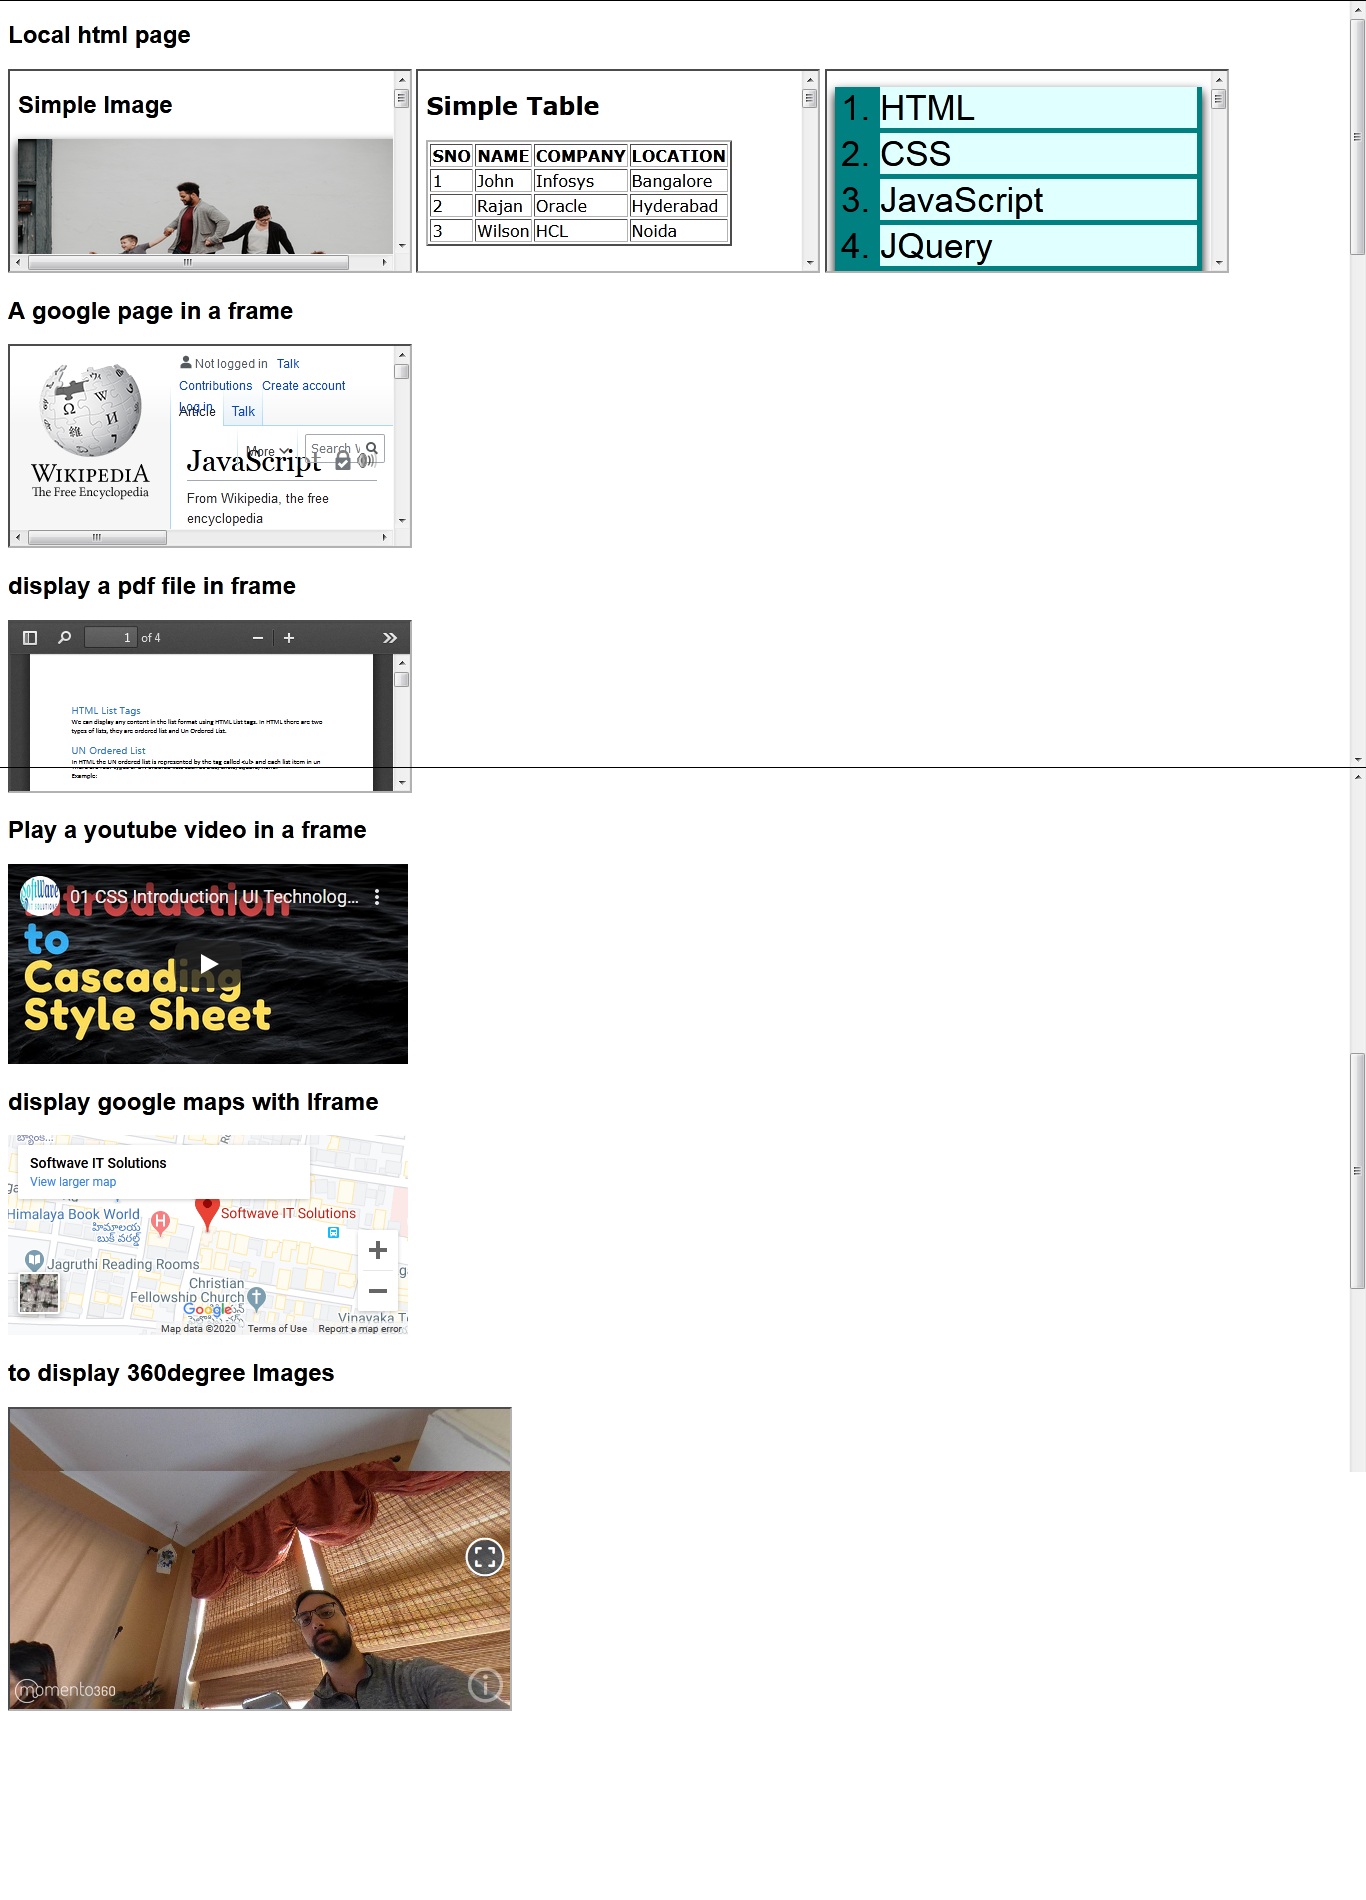 Local html page
Simple Image
Simple Table
SNO NAME COMPANY LOCATION
1 John Infosys Bangalore
2 Rajan Oracle Hyderabad
3 Wilson HCL Noida
1. HTML
2. CSS
3. JavaScript
4. JQuery
A google page in a frame
WIKIPEDIA
The Free Encyclopedia
Not logged in Talk
Contributions Create account
Log in
Article Talk
More Search
JavaScript
From Wikipedia, the free
encyclopedia
display a pdf file in frame
1 of 4
HTML List Tags
We can display any content in the list format using HTML List tags. In HTML there are two
types of lists, they are ordered list and Un Ordered List.
UN Ordered List
In HTML the UN ordered list is represented by the tag called <ul> and each list item in un
Example:
Play a youtube video in a frame
01 CSS Introduction | UI Technolog...
Introduction
to
Cascading
Style Sheet
display google maps with Iframe
Softwave IT Solutions
View larger map
Himalaya Book World
హిమాలయ
బుక్ వరల్డ్
Softwave IT Solutions
Jagruthi Reading Rooms
Christian
Fellowship Church
Google
Vinayaka T
Map data ©2020 Terms of Use Report a map error
to display 360degree Images
momento360